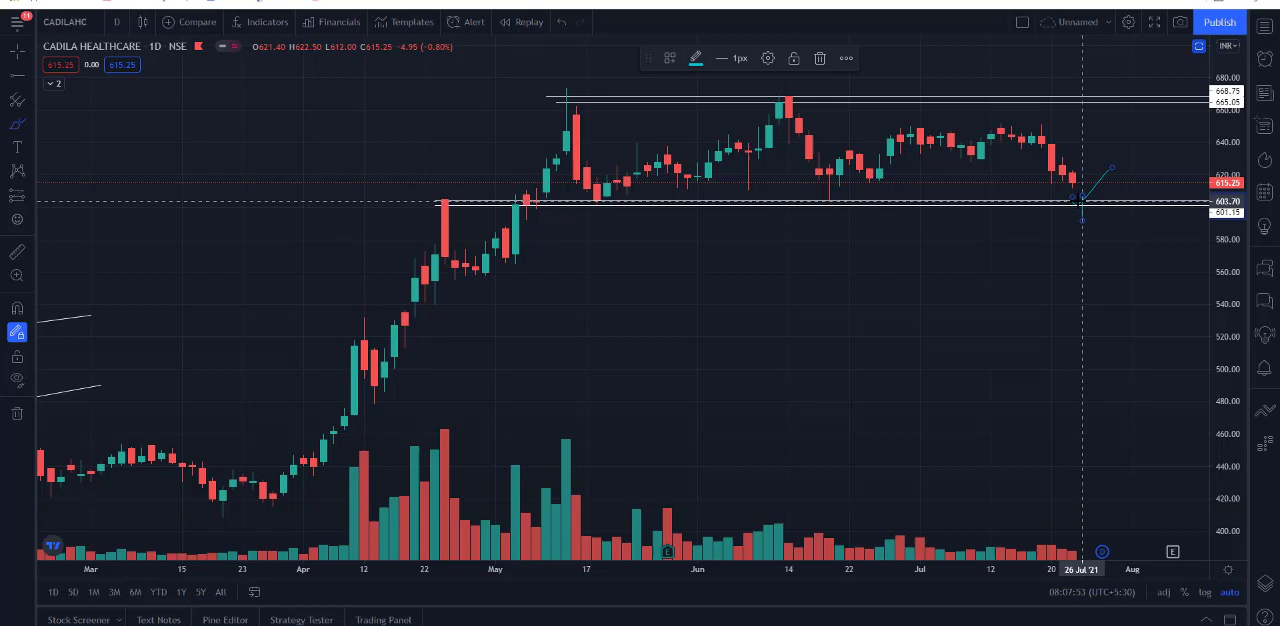 11
CADILAHC D Compare Indicators Financials Templates Alert Replay Unnamed Publish
CADILA HEALTHCARE · 1D · NSE O621.40 H622.50 L612.00 C615.25 −4.95 (−0.80%)
INR
615.25 0.00 615.25
2
1px
680.00
668.75
665.05
660.00
640.00
620.00
615.25
603.70
601.15
580.00
560.00
540.00
520.00
500.00
480.00
460.00
440.00
420.00
400.00
E D E
Mar 15 23 Apr 12 22 May 17 Jun 14 22 Jul 12 20 26 Jul '21 Aug
1D 5D 1M 3M 6M YTD 1Y 5Y All 08:07:53 (UTC+5:30) adj % log auto
Stock Screener Text Notes Pine Editor Strategy Tester Trading Panel